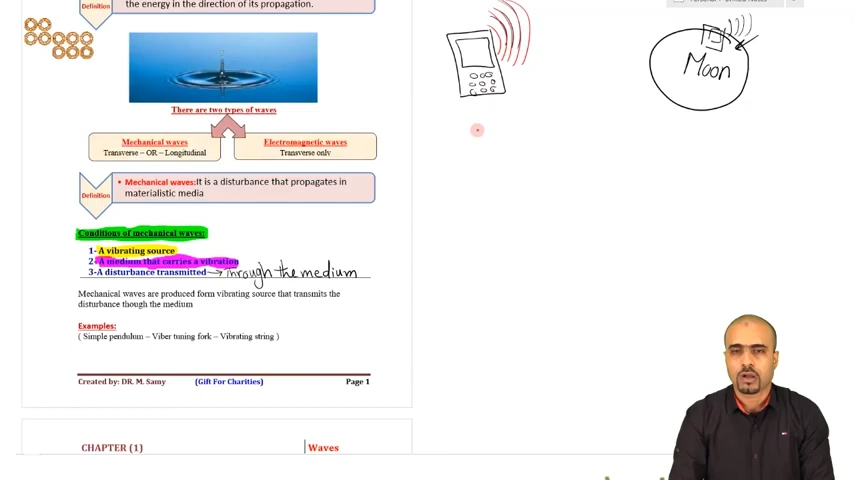 the energy in the direction of its propagation.
Definition
There are two types of waves
Mechanical waves
Transverse – OR – Longitudinal
Electromagnetic waves
Transverse only
• Mechanical waves:It is a disturbance that propagates in
materialistic media
Definition
Conditions of mechanical waves:
1- A vibrating source
2- A medium that carries a vibration
3-A disturbance transmitted → through the medium
Mechanical waves are produced form vibrating source that transmits the
disturbance though the medium
Examples:
( Simple pendulum – Viber tuning fork – Vibrating string )
Created by: DR. M. Samy (Gift For Charities) Page 1
CHAPTER (1) Waves
Moon